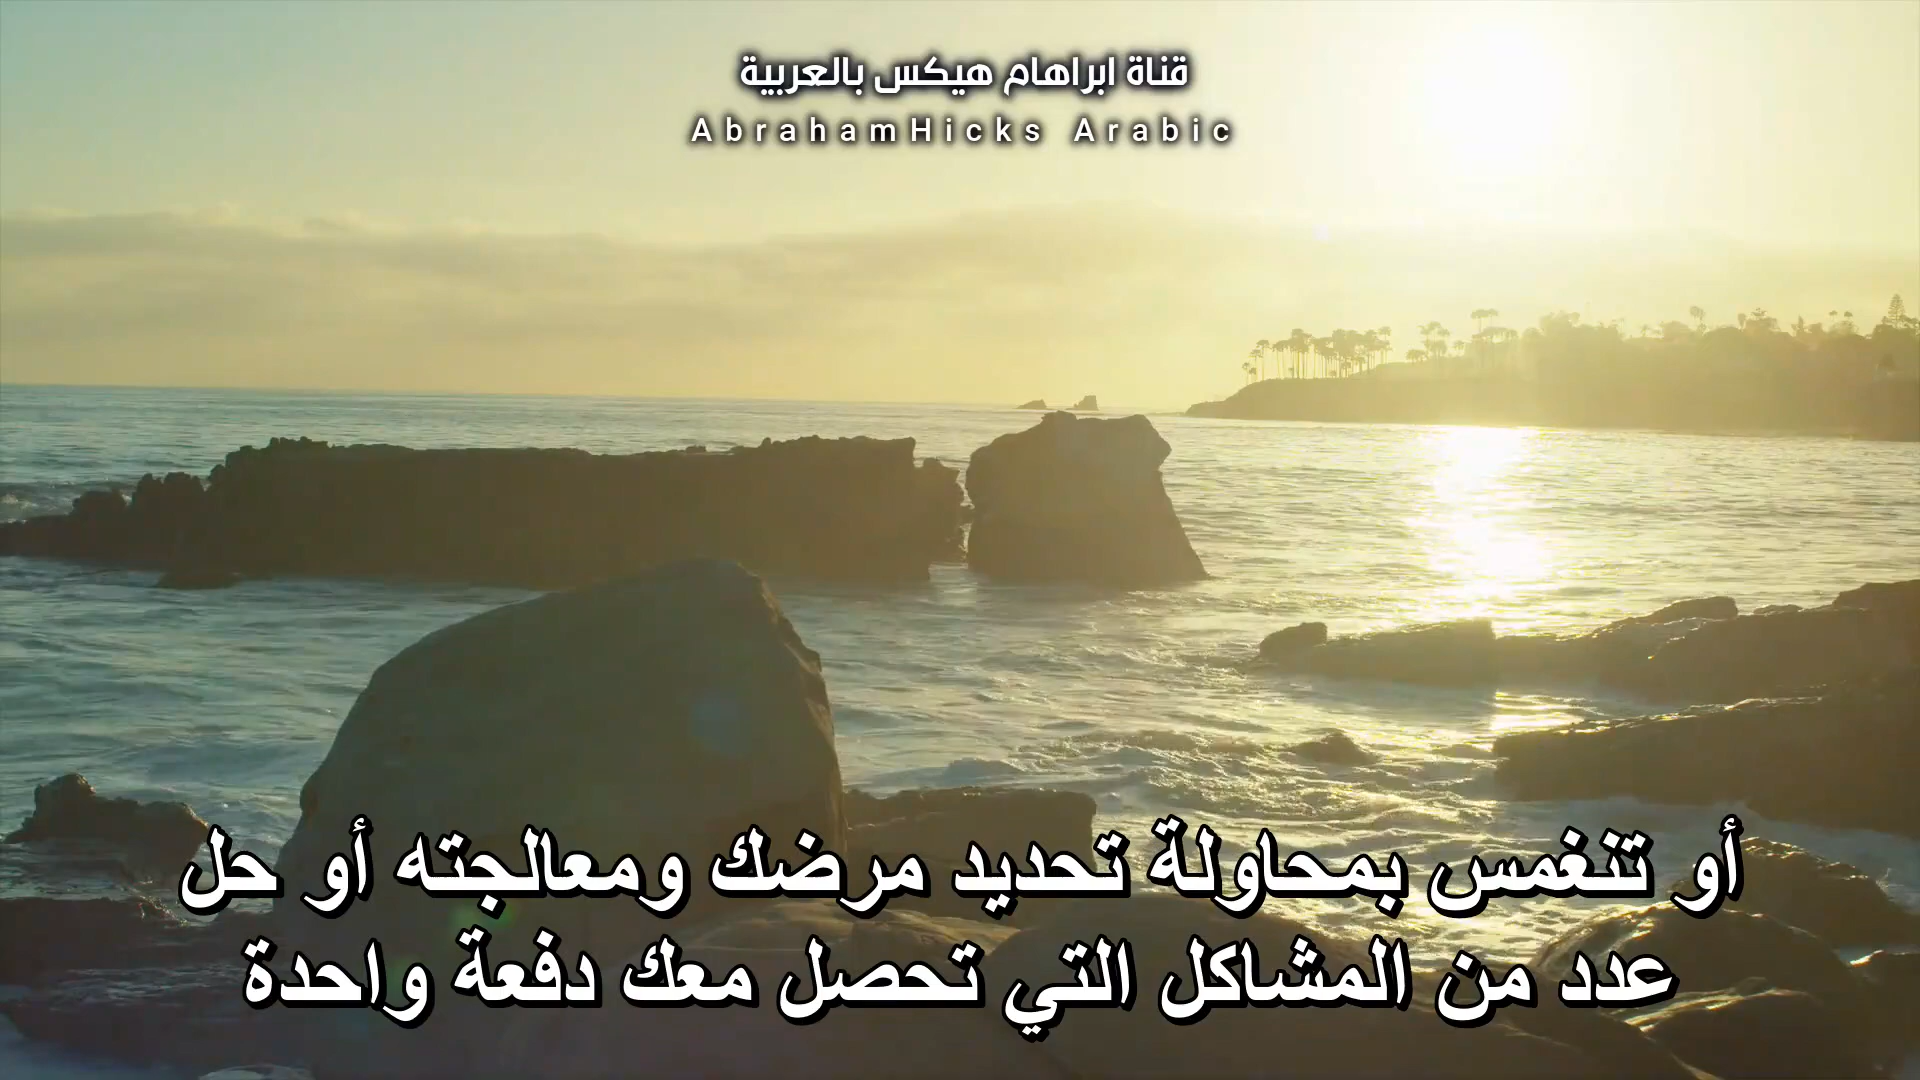 قناة ابراهام هيكس بالعربية
AbrahamHicks Arabic
أو تنغمس بمحاولة تحديد مرضك ومعالجته أو حل
عدد من المشاكل التي تحصل معك دفعة واحدة